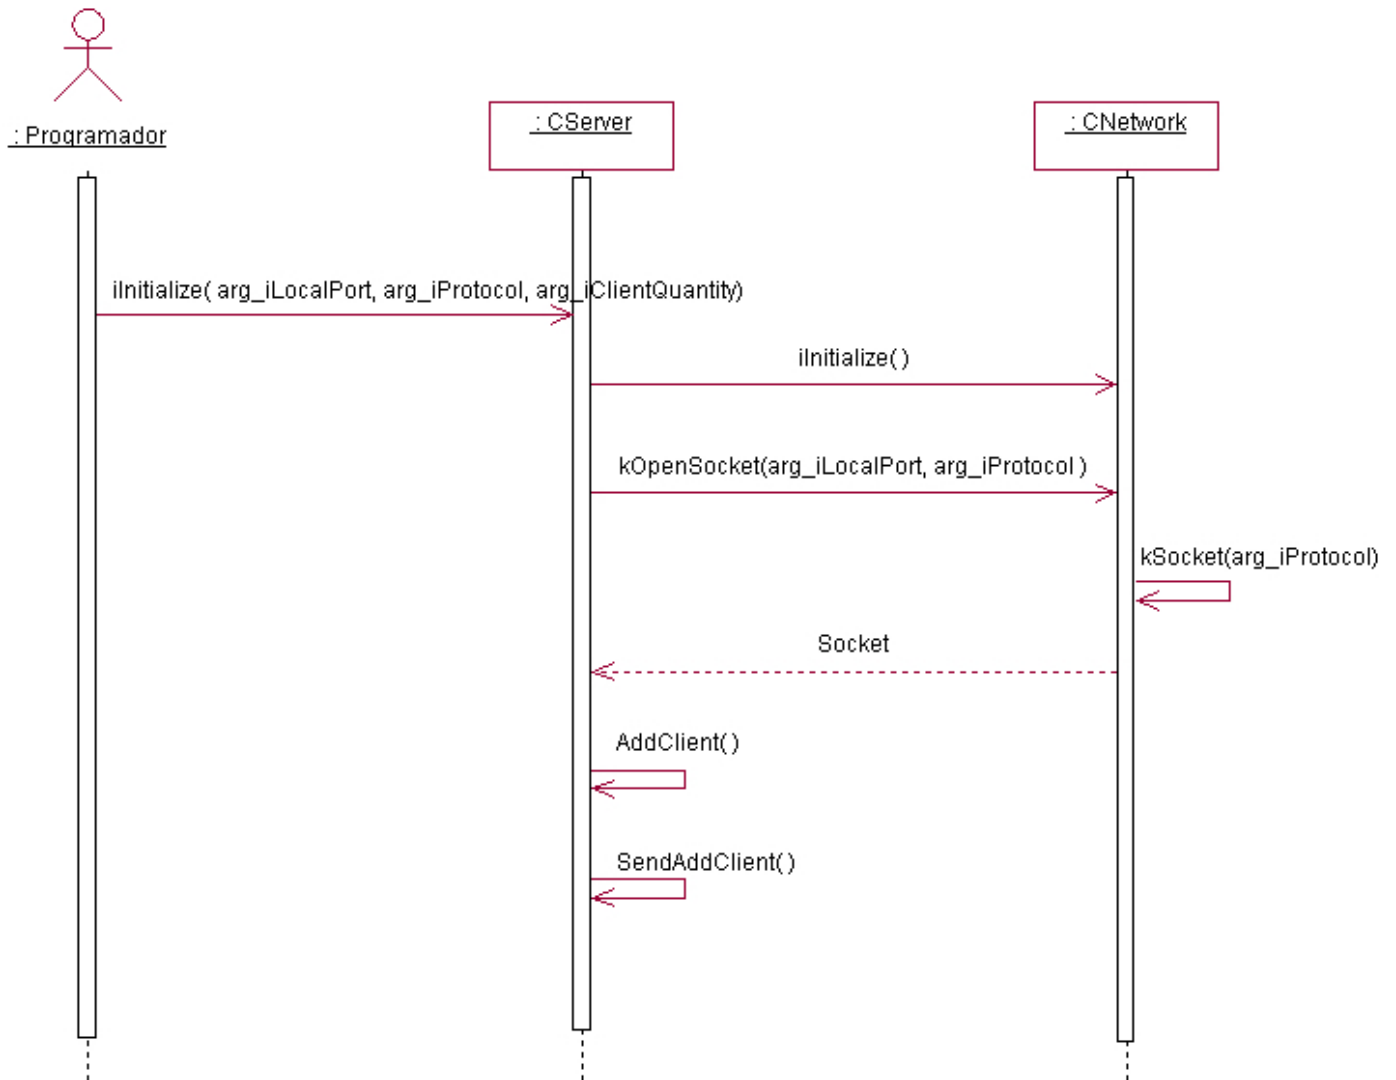 : Programador
: CServer
: CNetwork
iInitialize( arg_iLocalPort, arg_iProtocol, arg_iClientQuantity)
iInitialize( )
kOpenSocket(arg_iLocalPort, arg_iProtocol )
kSocket(arg_iProtocol)
Socket
AddClient( )
SendAddClient( )